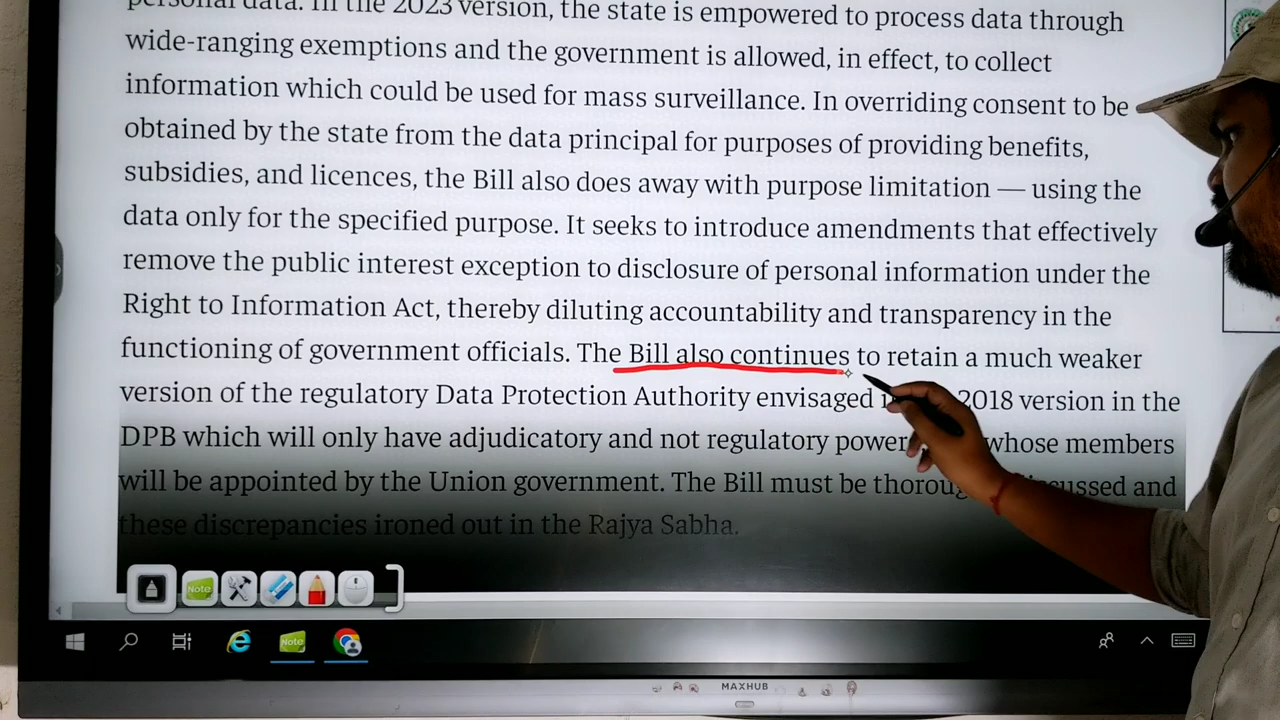 personal data. In the 2023 version, the state is empowered to process data through
wide-ranging exemptions and the government is allowed, in effect, to collect
information which could be used for mass surveillance. In overriding consent to be
obtained by the state from the data principal for purposes of providing benefits,
subsidies, and licences, the Bill also does away with purpose limitation — using the
data only for the specified purpose. It seeks to introduce amendments that effectively
remove the public interest exception to disclosure of personal information under the
Right to Information Act, thereby diluting accountability and transparency in the
functioning of government officials. The Bill also continues to retain a much weaker
version of the regulatory Data Protection Authority envisaged 2018 version in the
DPB which will only have adjudicatory and not regulatory power whose members
will be appointed by the Union government. The Bill must be and
these discrepancies ironed out in the Rajya Sabha.
Note
Note
MAXHUB